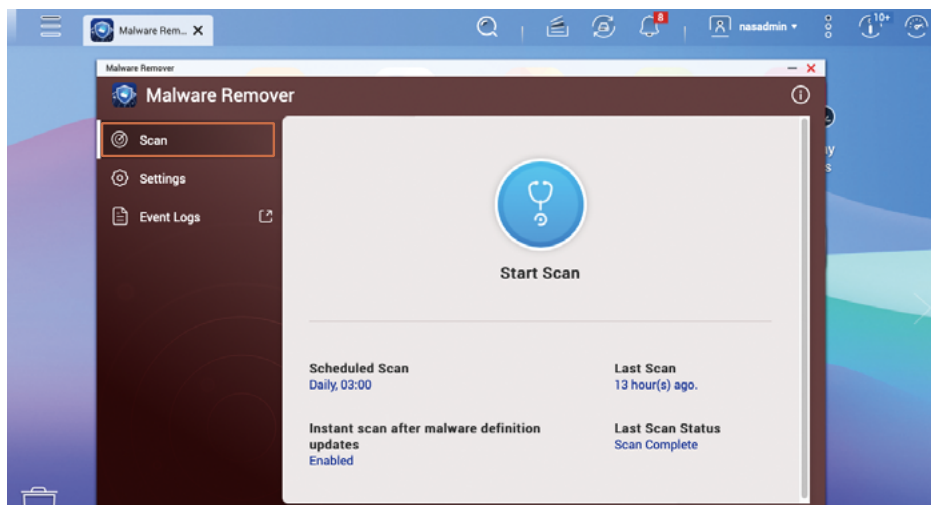 Malware Rem...
8
nasadmin
10+
Malware Remover
Malware Remover
Scan
Settings
Event Logs
Start Scan
Scheduled Scan
Daily, 03:00
Last Scan
13 hour(s) ago.
Instant scan after malware definition
updates
Enabled
Last Scan Status
Scan Complete